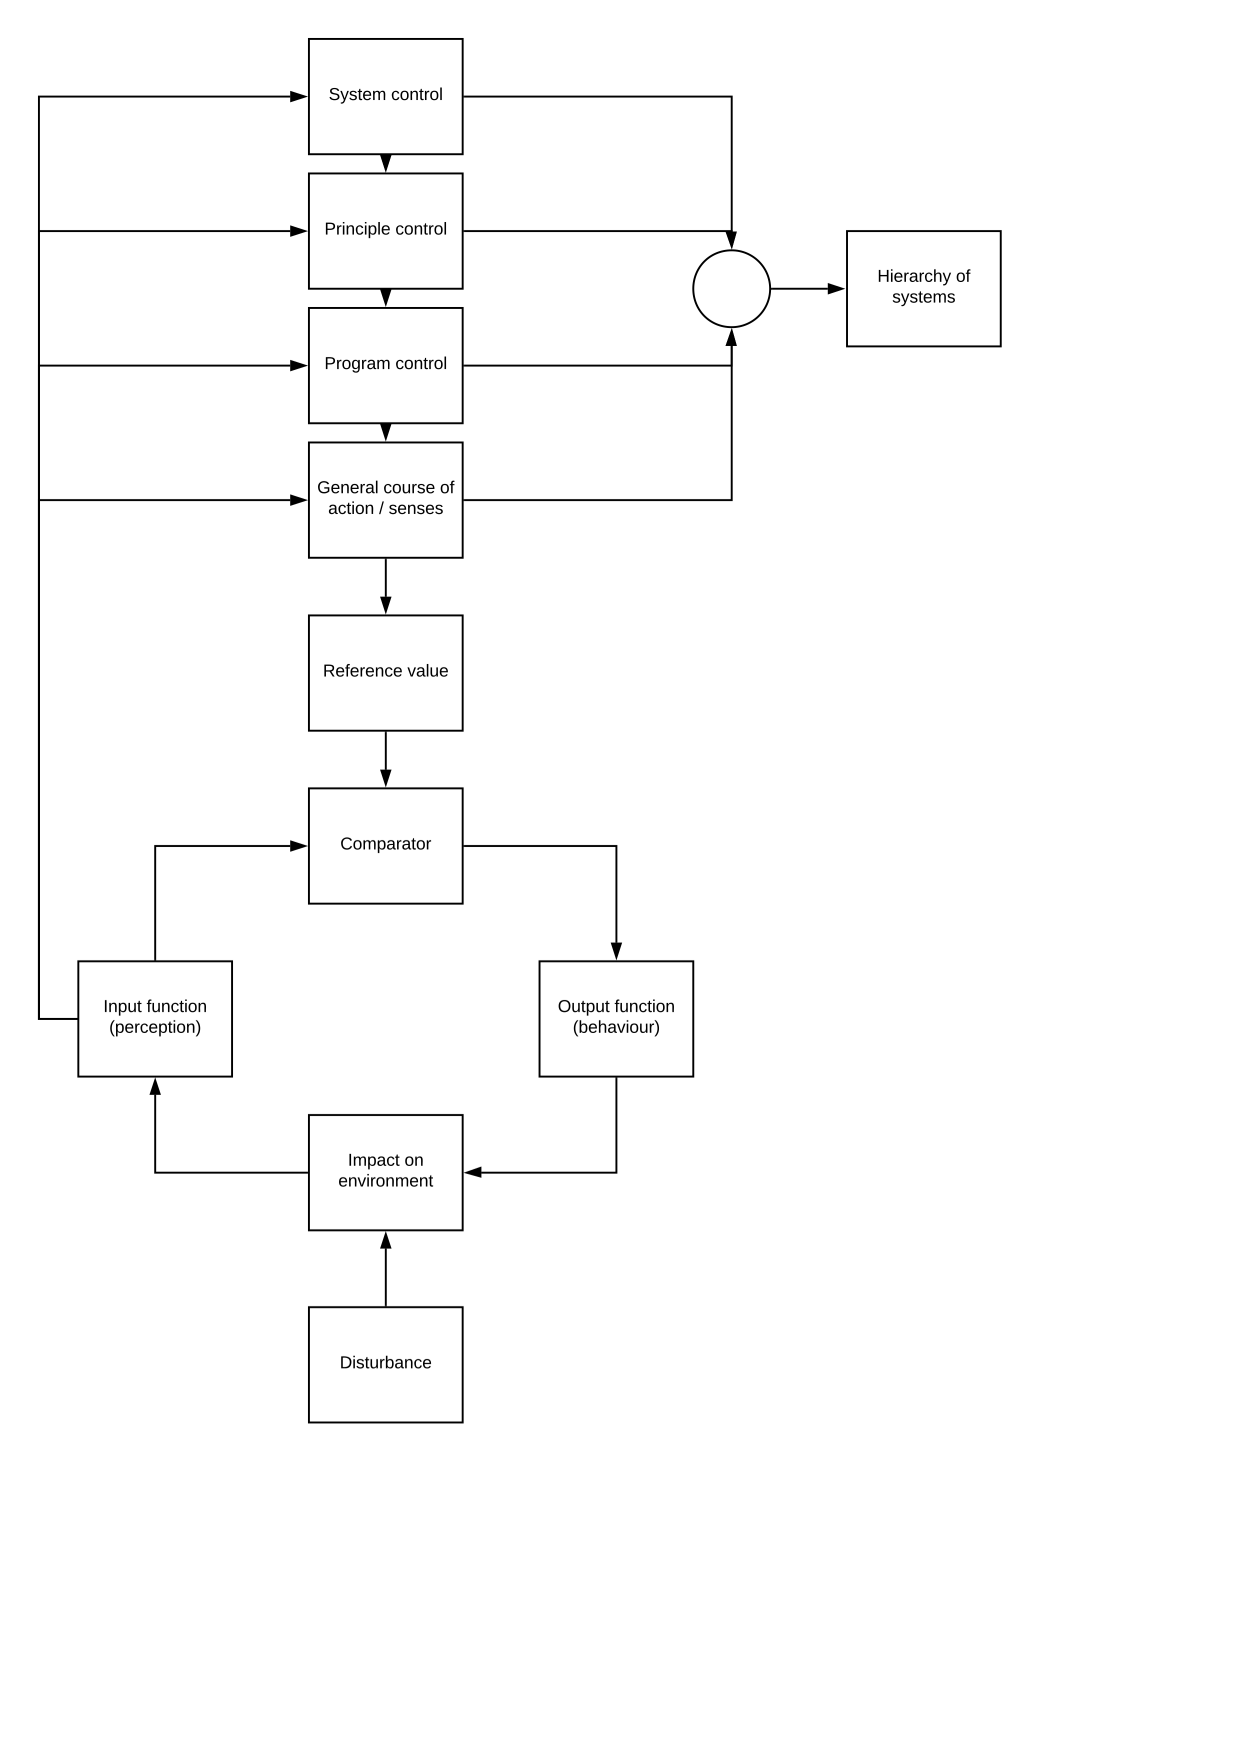 System control
Principle control
Hierarchy of
systems
Program control
General course of
action / senses
Reference value
Comparator
Input function
(perception)
Output function
(behaviour)
Impact on
environment
Disturbance